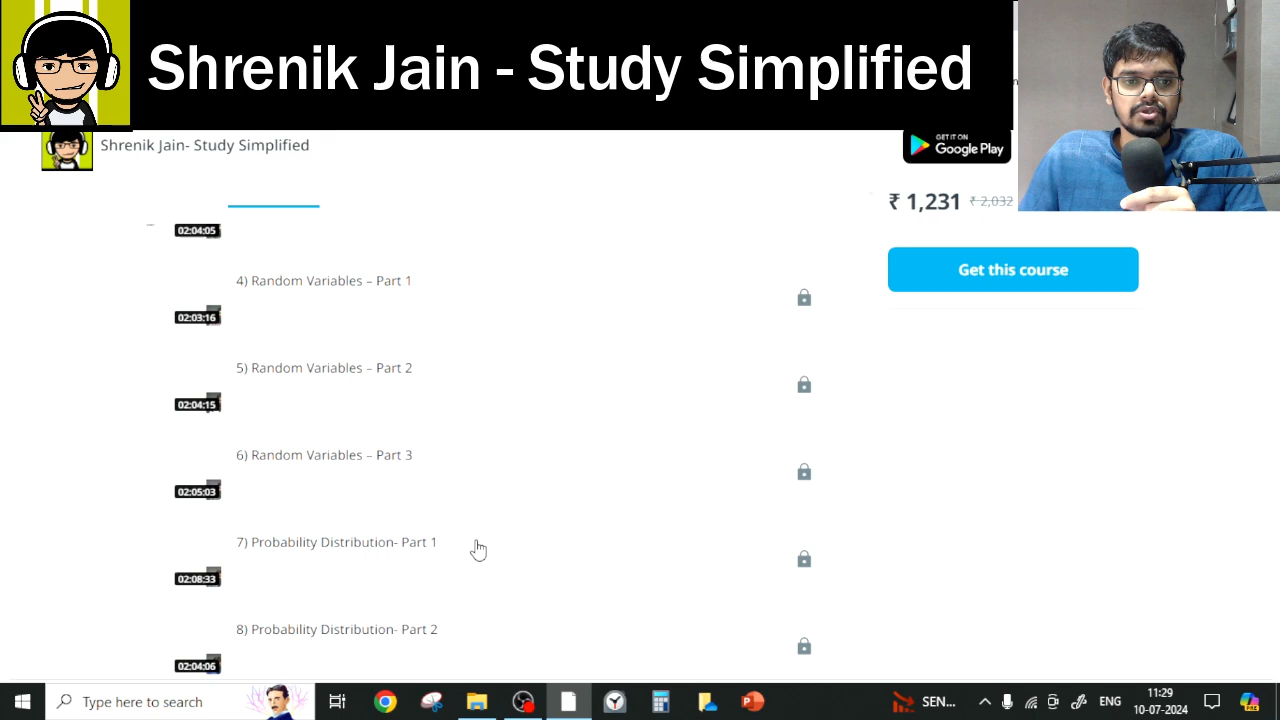 Shrenik Jain - Study Simplified
Shrenik Jain- Study Simplified
GET IT ON
Google Play
₹ 1,231 ₹ 2,032
Get this course
02:04:05
4) Random Variables – Part 1
02:03:16
5) Random Variables – Part 2
02:04:15
6) Random Variables – Part 3
02:05:03
7) Probability Distribution- Part 1
02:08:33
8) Probability Distribution- Part 2
02:04:06
Type here to search
SEN...
ENG
11:29
10-07-2024